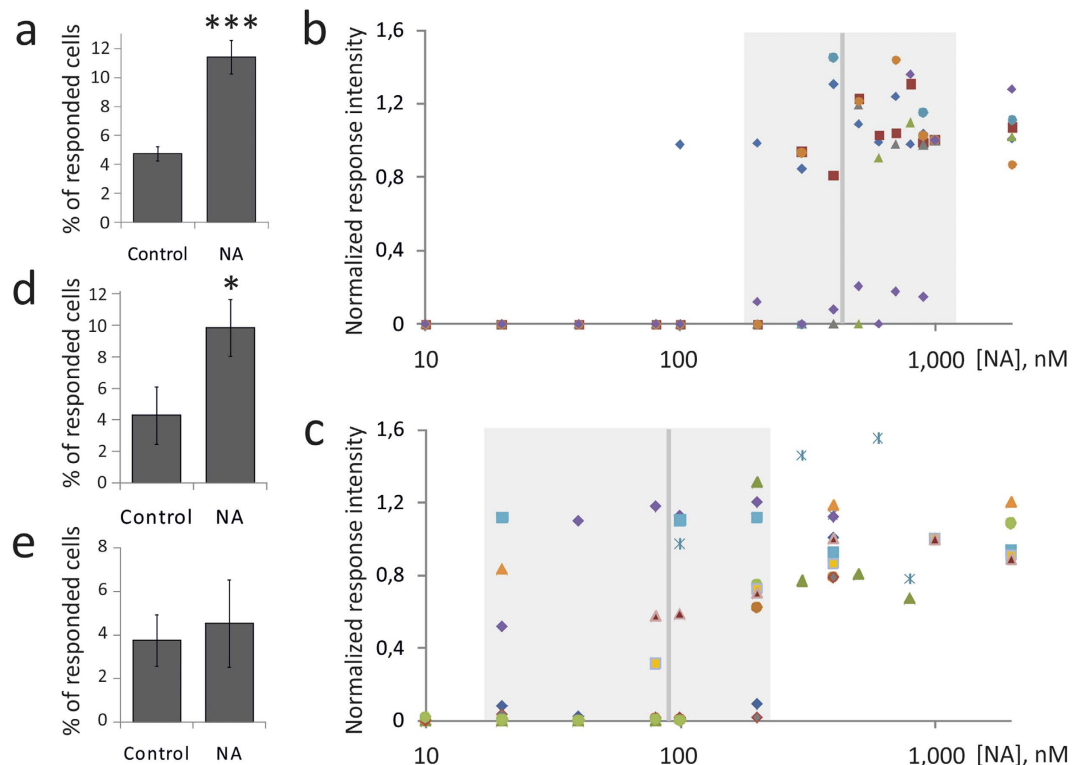 a
% of responded cells
12
10
8
6
4
2
0
***
Control NA
b
Normalized response intensity
1,6
1,2
0,8
0,4
0
10 100 1,000 [NA], nM
d
% of responded cells
12
10
8
6
4
2
0
*
Control NA
c
Normalized response intensity
1,6
1,2
0,8
0,4
0
10 100 1,000 [NA], nM
e
% of responded cells
8
6
4
2
0
Control NA